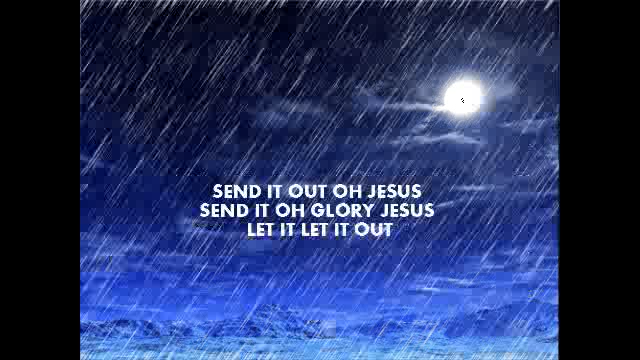 SEND IT OUT OH JESUS
SEND IT OH GLORY JESUS
LET IT LET IT OUT